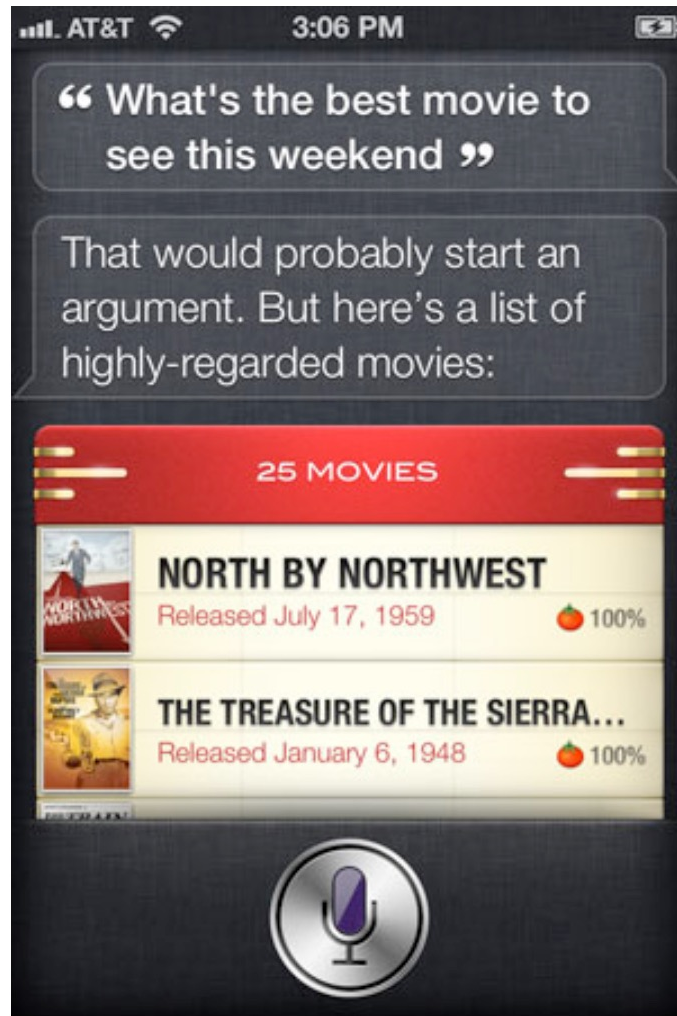 AT&T 3:06 PM
“ What's the best movie to
see this weekend ”
That would probably start an
argument. But here’s a list of
highly-regarded movies:
25 MOVIES
NORTH BY NORTHWEST
Released July 17, 1959 100%
NORTH
NORTHWEST
THE TREASURE OF THE SIERRA...
Released January 6, 1948 100%